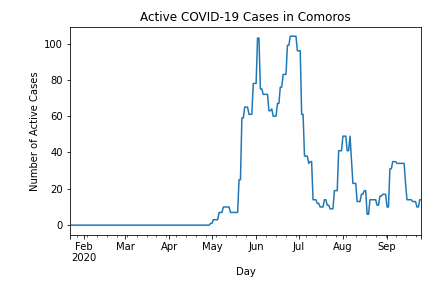 Active COVID-19 Cases in Comoros
100
80
60
40
20
0
Number of Active Cases
Feb Mar Apr May Jun Jul Aug Sep
2020
Day